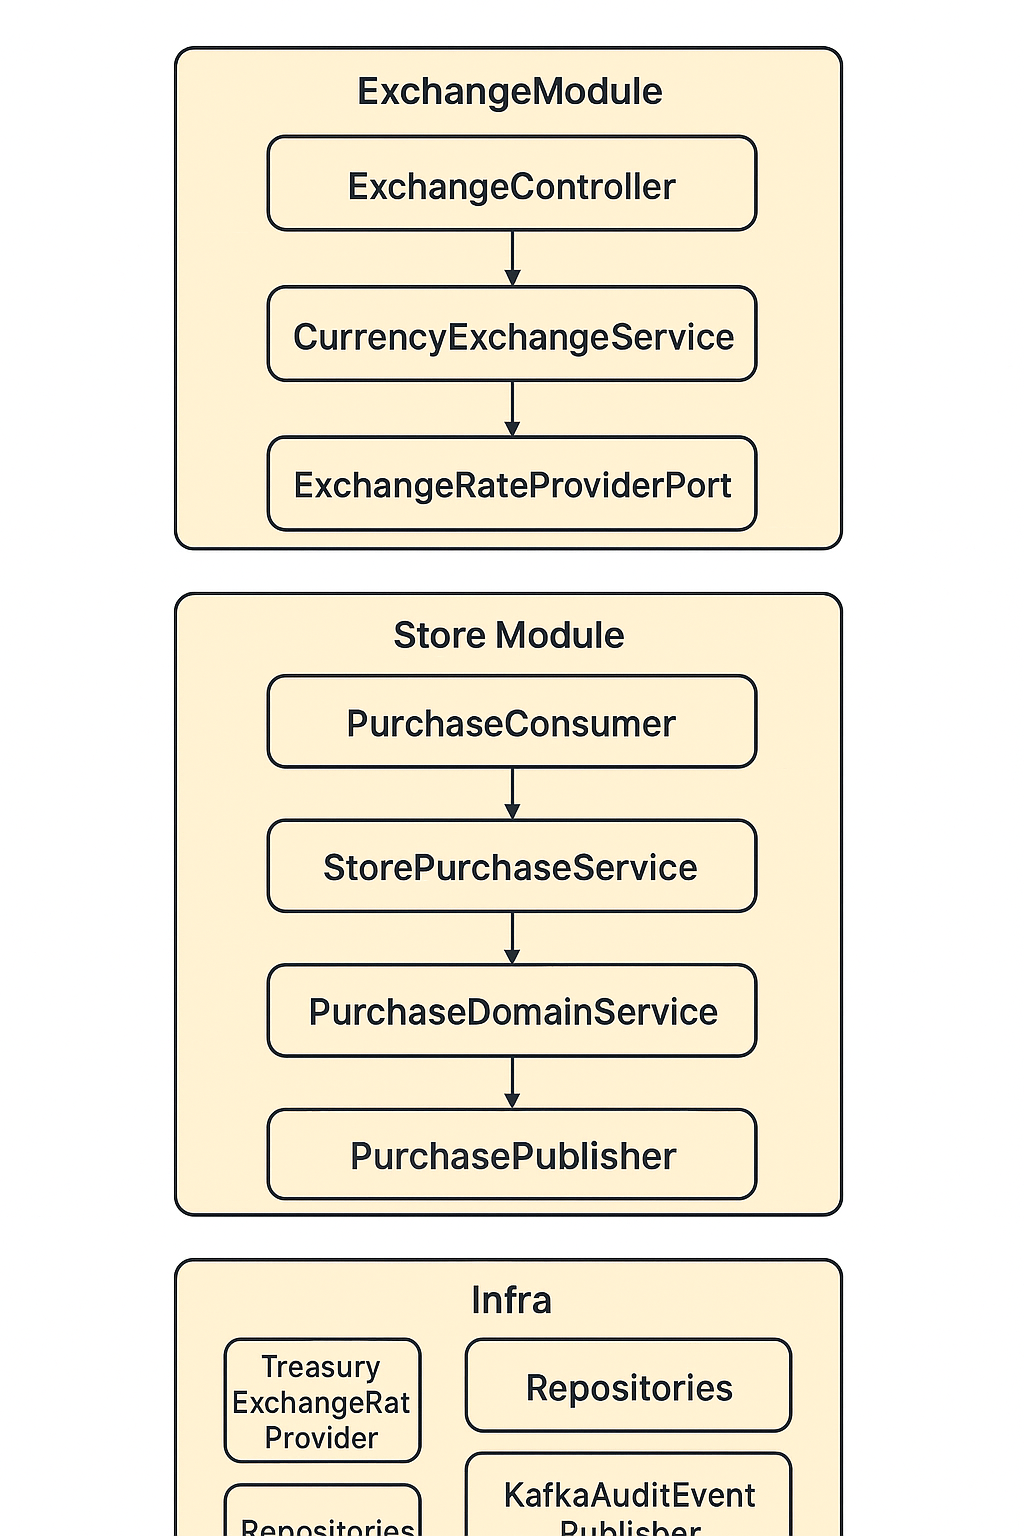 ExchangeModule
ExchangeController
CurrencyExchangeService
ExchangeRateProviderPort
Store Module
PurchaseConsumer
StorePurchaseService
PurchaseDomainService
PurchasePublisher
Infra
Treasury
ExchangeRat
Provider
Repositories
Repositories
KafkaAuditEvent
Publisher